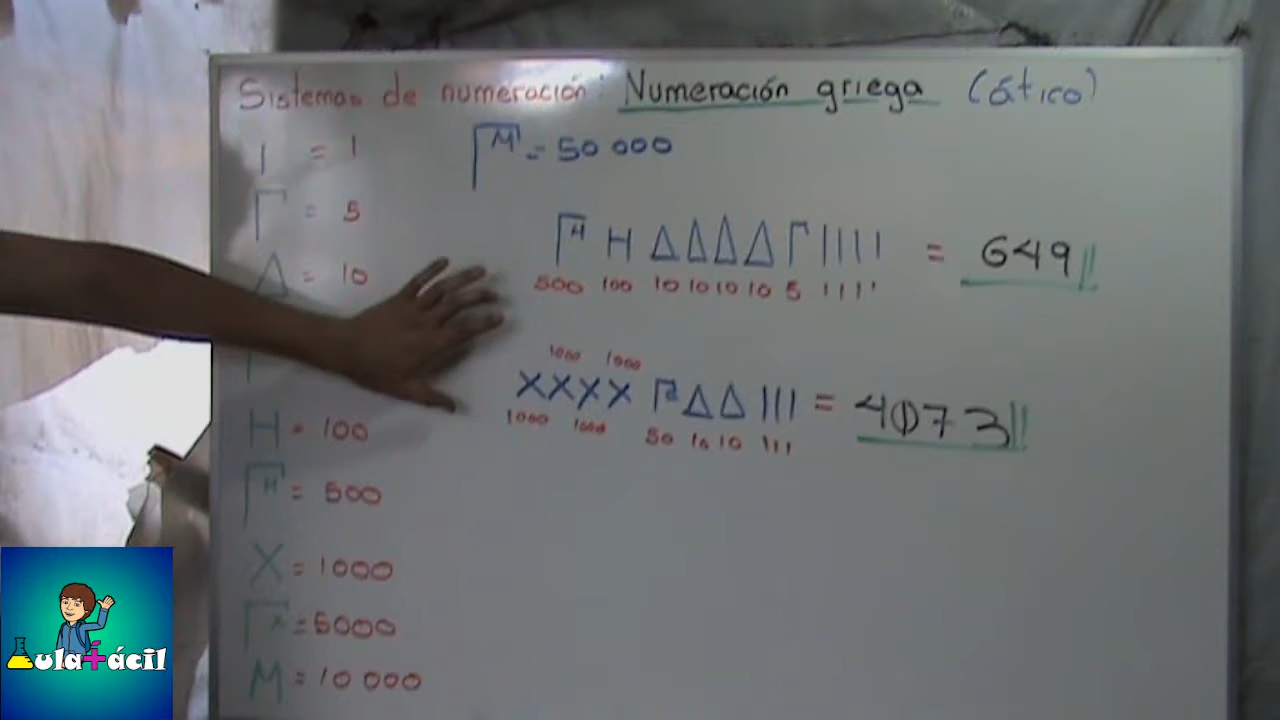 Sistemas de numeración: Numeración griega (ático)
I = 1
Γ = 5
Δ = 10
H = 100
ΓH = 500
X = 1000
ΓX = 5000
M = 10 000
ΓM = 50 000
ΓH H Δ Δ Δ Δ Γ I I I I = 649
500 100 10 10 10 10 5 1 1 1 1
1000 1000
X X X X ΓΔ Δ Δ I I I = 4073
1000 1000 50 10 10 1 1 1
Aula+ácil